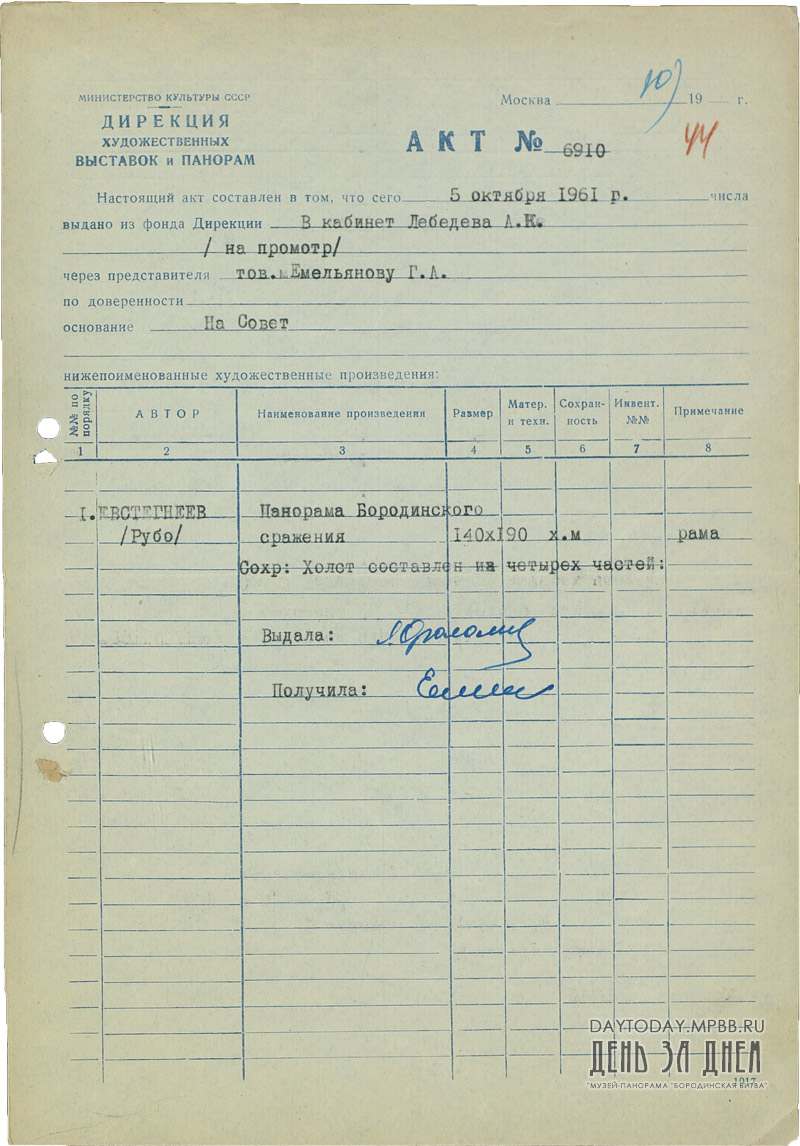 МИНИСТЕРСТВО КУЛЬТУРЫ СССР
ДИРЕКЦИЯ
ХУДОЖЕСТВЕННЫХ
ВЫСТАВОК и ПАНОРАМ
Москва 19 г.
10)
44
АКТ № 6910
Настоящий акт составлен в том, что сего 5 октября 1961 г. числа
выдано из фонда Дирекции В кабинет Лебедева А.К.
/ на промотр/
через представителя тов. Емельянову Г.А.
по доверенности
основание На Совет
нижепоименованные художественные произведения:
№№ по порядку АВТОР Наименование произведения Размер Матер. и техн. Сохран-ность Инвент. №№ Примечание
1 2 3 4 5 6 7 8
1. ЕВСТЕГНЕЕВ Панорама Бородинского
/Рубо/ сражения 140х190 х.м рама
Сохр: Холст составлен из четырех частей:
Выдала:
Получила:
1017
DAYTODAY.MPBB.RU
ДЕНЬ ЗА ДНЕМ
"МУЗЕЙ-ПАНОРАМА "БОРОДИНСКАЯ БИТВА"